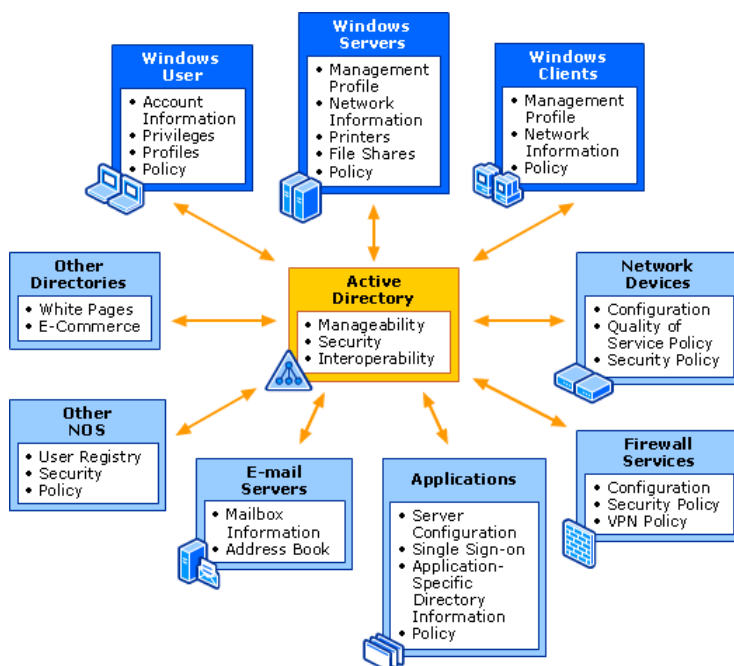 Windows
User
• Account
Information
• Privileges
• Profiles
• Policy
Windows
Servers
• Management
Profile
• Network
Information
• Printers
• File Shares
• Policy
Windows
Clients
• Management
Profile
• Network
Information
• Policy
Other
Directories
• White Pages
• E-Commerce
Active
Directory
• Manageability
• Security
• Interoperability
Network
Devices
• Configuration
• Quality of
Service Policy
• Security Policy
Other
NOS
• User Registry
• Security
• Policy
E-mail
Servers
• Mailbox
Information
• Address Book
Applications
• Server
Configuration
• Single Sign-on
• Application-
Specific
Directory
Information
• Policy
Firewall
Services
• Configuration
• Security Policy
• VPN Policy